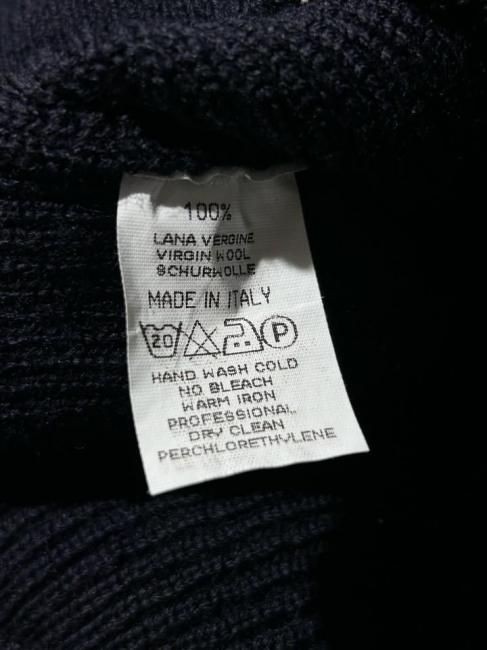 100%
LANA VERGINE
VIRGIN WOOL
SCHURWOLLE
MADE IN ITALY
20 P
HAND WASH COLD
NO BLEACH
WARM IRON
PROFESSIONAL
DRY CLEAN
PERCHLORETHYLENE